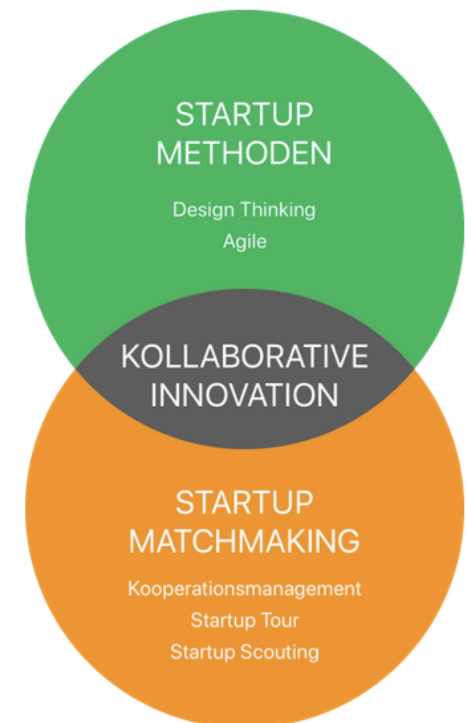 STARTUP
METHODEN
Design Thinking
Agile
KOLLABORATIVE
INNOVATION
STARTUP
MATCHMAKING
Kooperationsmanagement
Startup Tour
Startup Scouting